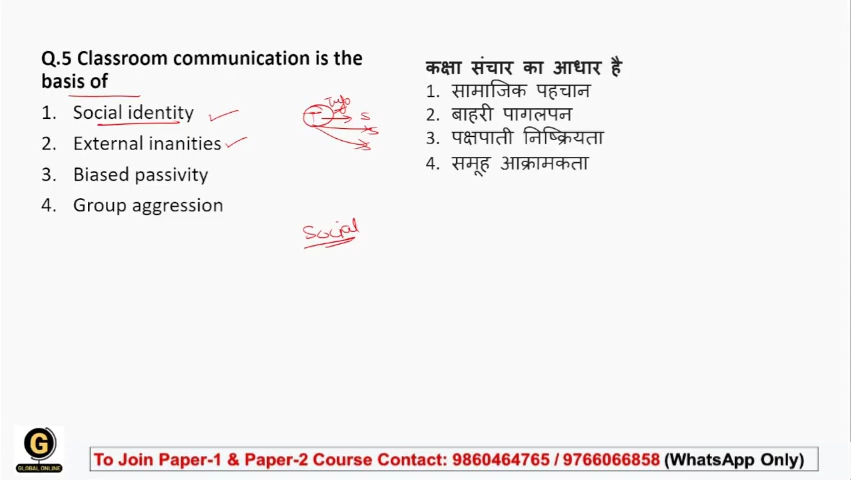 Q.5 Classroom communication is the
basis of
1. Social identity
2. External inanities
3. Biased passivity
4. Group aggression
Info
T
S
S
S
Social
कक्षा संचार का आधार है
1. सामाजिक पहचान
2. बाहरी पागलपन
3. पक्षपाती निष्क्रियता
4. समूह आक्रामकता
G
GLOBAL ONLINE
To Join Paper-1 & Paper-2 Course Contact: 9860464765 / 9766066858 (WhatsApp Only)